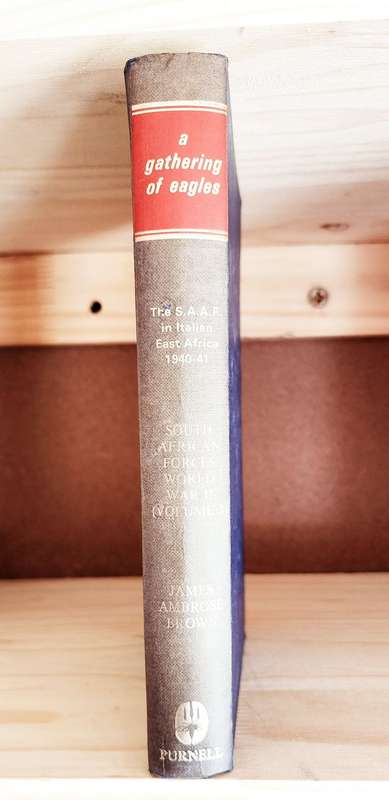 a
gathering
of eagles
The S.A.A.F.
in Italian
East Africa
1940-41
SOUTH
AFRICAN
FORCES
WORLD
WAR II
(VOLUME
JAMES
AMBROSE
BROWN
PURNELL